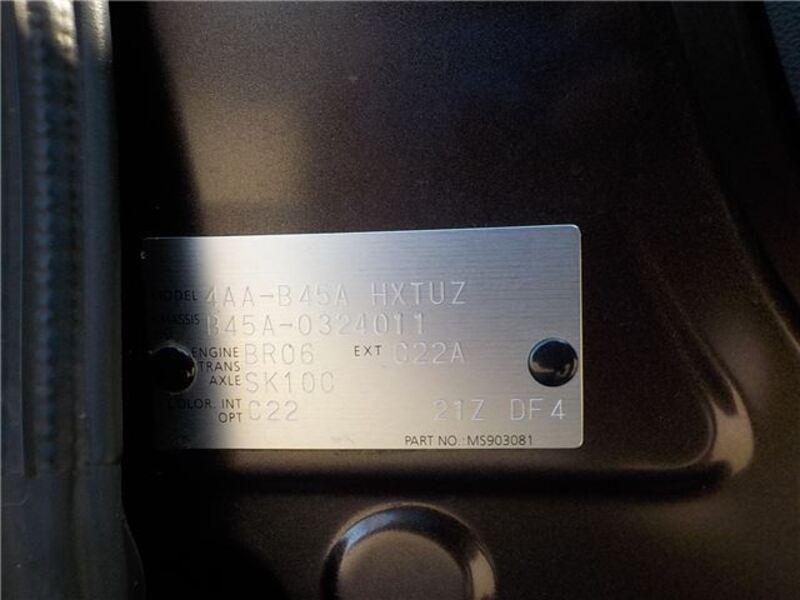 MODEL 4AA-B45A HXTUZ
CHASSIS B45A-0324011
ENGINE BR06 EXT C22A
TRANS
AXLE SK10C
COLOR. INT C22 21Z DF4
OPT
PART NO.: MS903081